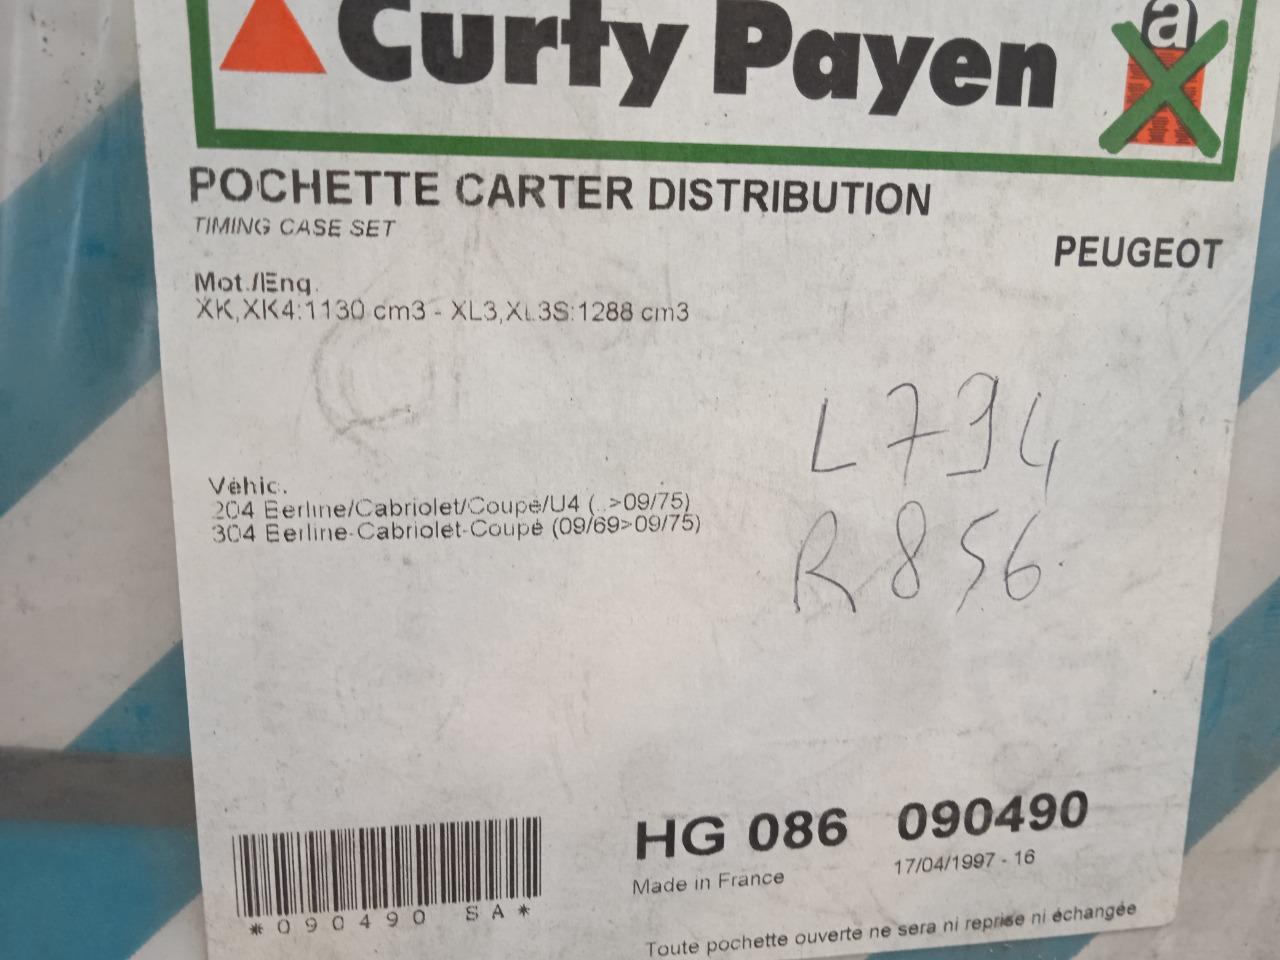 Curty Payen
a
POCHETTE CARTER DISTRIBUTION
TIMING CASE SET
PEUGEOT
Mot./Enq.
XK,XK4:1130 cm3 - XL3,XL3S:1288 cm3
L794
R856
Véhic.
204 Berline/Cabriolet/Coupé/U4 (..>09/75)
304 Berline-Cabriolet-Coupé (09/69>09/75)
HG 086 090490
Made in France 17/04/1997 - 16
*090490 SA*
Toute pochette ouverte ne sera ni reprise ni échangée